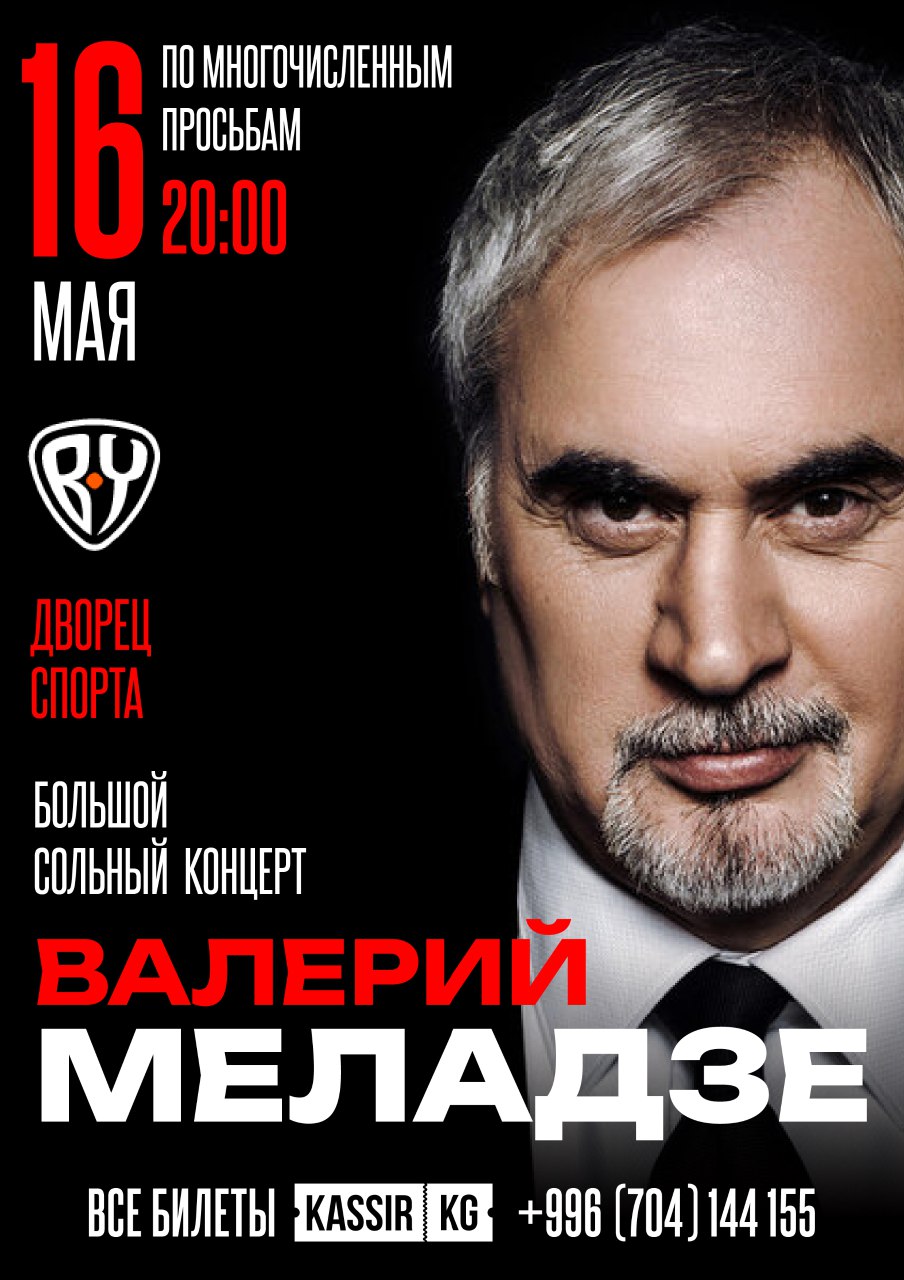 16
МАЯ
ПО МНОГОЧИСЛЕННЫМ
ПРОСЬБАМ
20:00
B·Y
ДВОРЕЦ
СПОРТА
БОЛЬШОЙ
СОЛЬНЫЙ КОНЦЕРТ
ВАЛЕРИЙ
МЕЛАДЗЕ
ВСЕ БИЛЕТЫ KASSIR KG +996 (704) 144 155